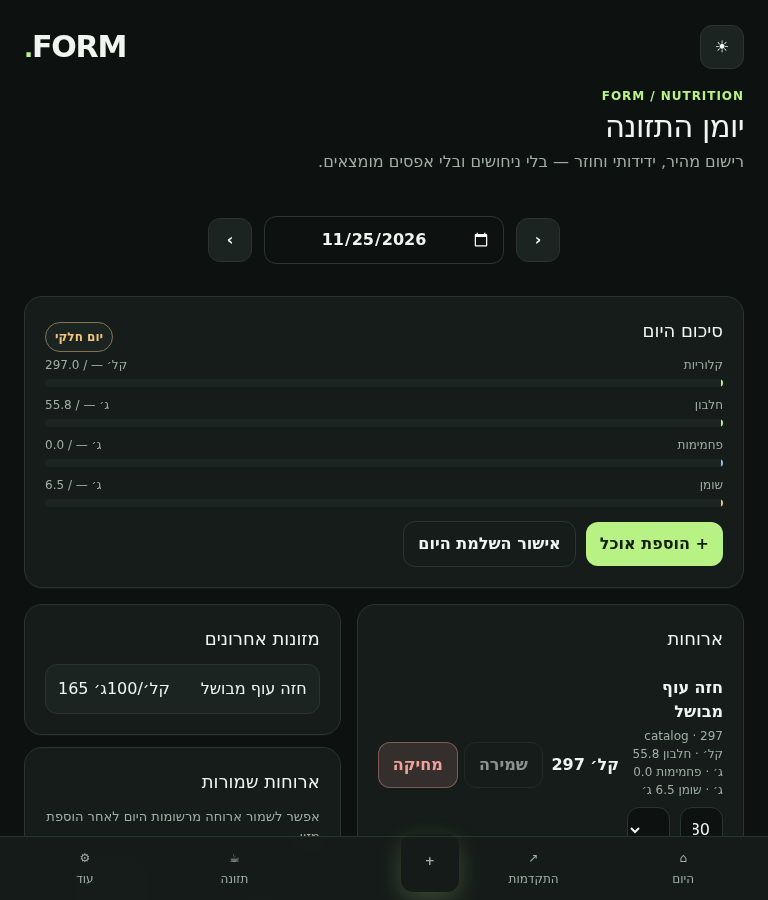 .FORM
FORM / NUTRITION
יומן התזונה
רישום מהיר, ידידותי וחוזר — בלי ניחושים ובלי אפסים מומצאים.
11/25/2026
סיכום היום
יום חלקי
קלוריות
297.0 / — קל׳
חלבון
55.8 / — ג׳
פחמימות
0.0 / — ג׳
שומן
6.5 / — ג׳
+ הוספת אוכל
אישור השלמת היום
ארוחות
חזה עוף
מבושל
catalog · 297
קל׳ · חלבון 55.8
ג׳ · פחמימות 0.0
ג׳ · שומן 6.5 ג׳
297 קל׳
שמירה
מחיקה
מזונות אחרונים
חזה עוף מבושל
165 קל׳/100ג׳
ארוחות שמורות
אפשר לשמור ארוחה מרשומות היום לאחר הוספת
היום
התקדמות
+
תזונה
עוד